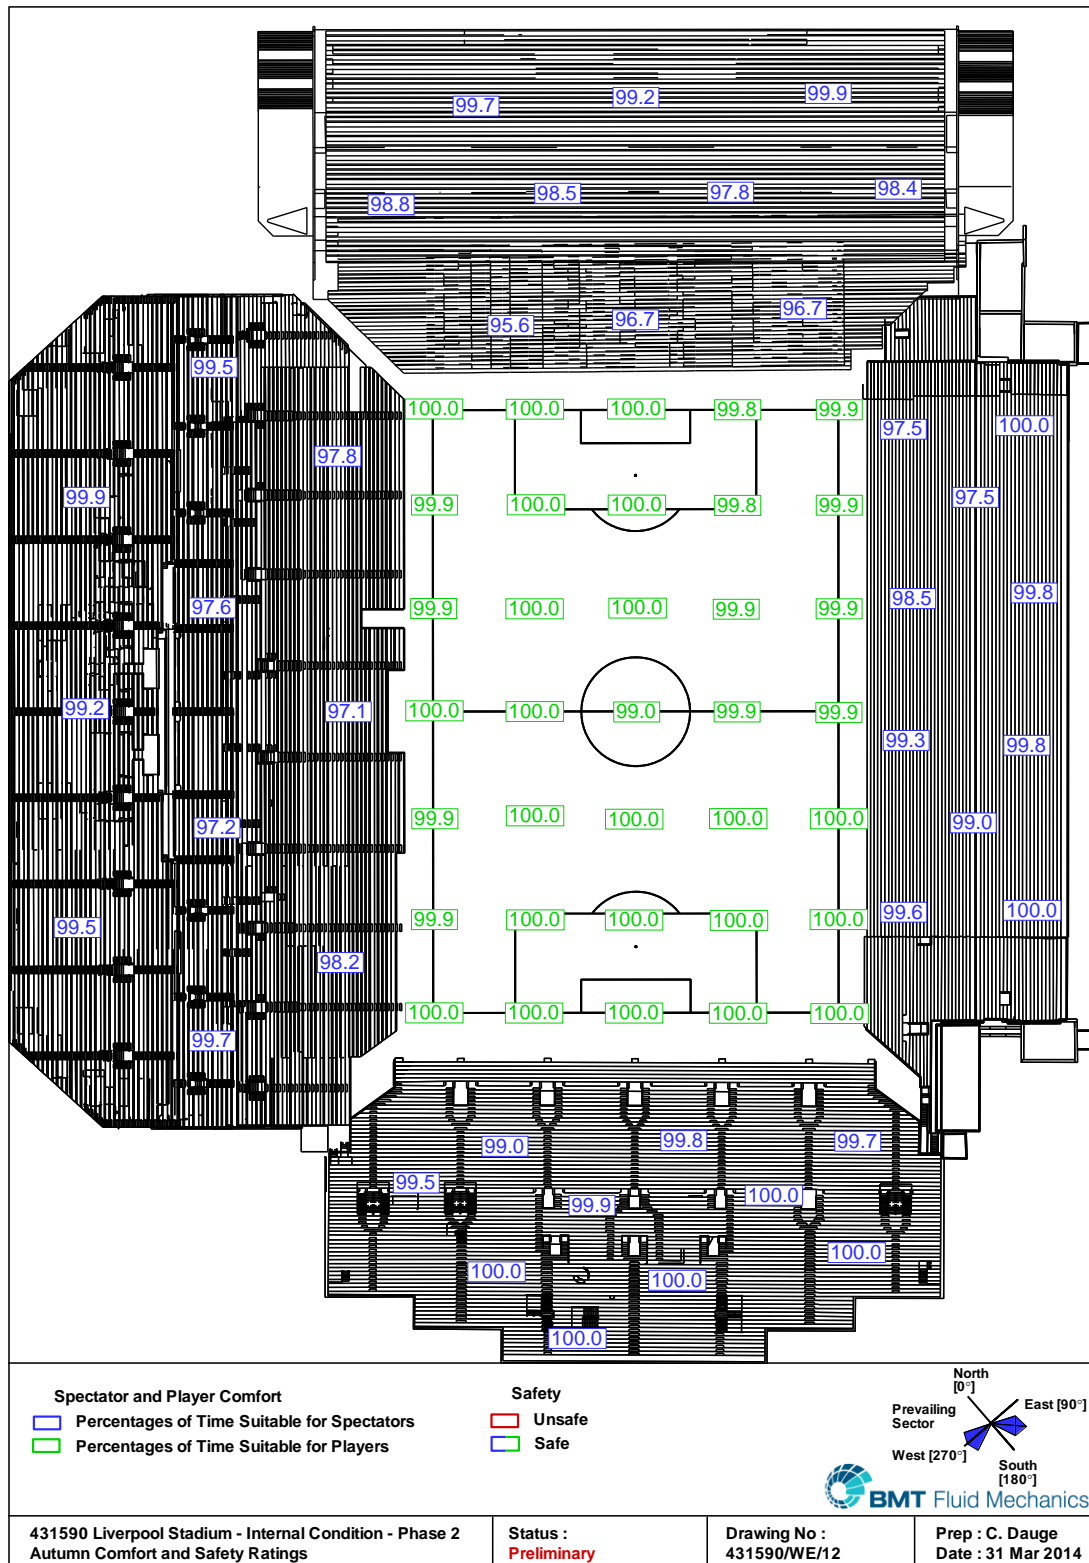 99.7
99.2
99.9
98.8
98.5
97.8
98.4
95.6
96.7
96.7
99.5
97.8
99.9
97.6
99.2
97.1
97.2
99.5
98.2
99.7
100.0 100.0 100.0 99.8 99.9
99.9 100.0 100.0 99.8 99.9
99.9 100.0 100.0 99.9 99.9
100.0 100.0 99.0 99.9 99.9
99.9 100.0 100.0 100.0 100.0
99.9 100.0 100.0 100.0 100.0
100.0 100.0 100.0 100.0 100.0
97.5
100.0
97.5
98.5
99.8
99.3
99.8
99.0
99.6
100.0
99.0
99.8
99.7
99.5
99.9
100.0
100.0
100.0
100.0
100.0
Spectator and Player Comfort
Percentages of Time Suitable for Spectators
Percentages of Time Suitable for Players
Safety
Unsafe
Safe
North
[0°]
East [90°]
Prevailing
Sector
West [270°]
South
[180°]
BMT Fluid Mechanics
431590 Liverpool Stadium - Internal Condition - Phase 2
Autumn Comfort and Safety Ratings
Status :
Preliminary
Drawing No :
431590/WE/12
Prep : C. Dauge
Date : 31 Mar 2014